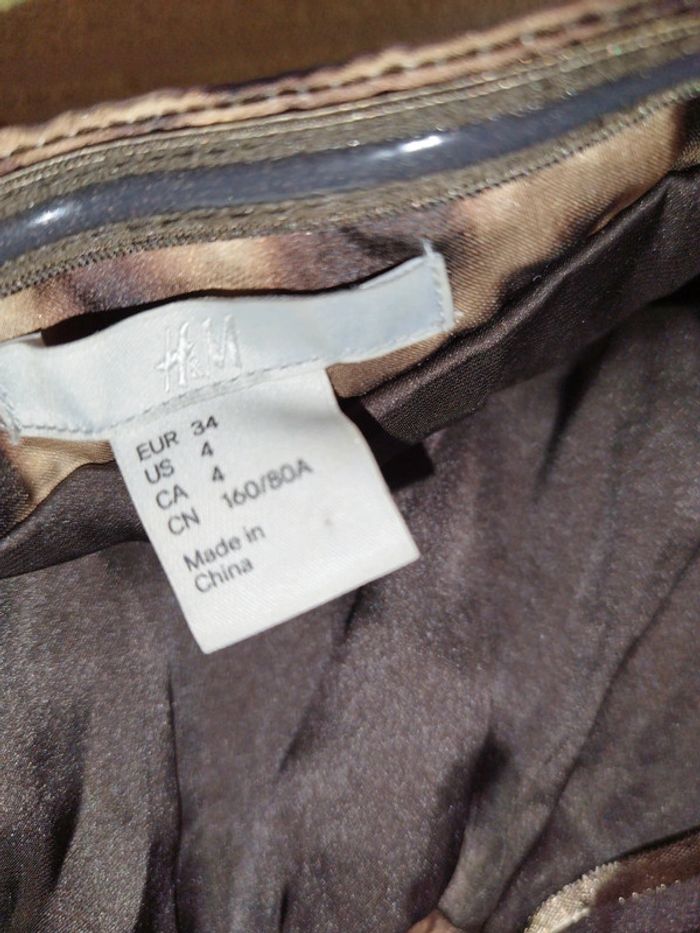 H&M
EUR 34
US 4
CA 4
CN 160/80A
Made in
China